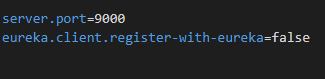 server.port=9000
eureka.client.register-with-eureka=false